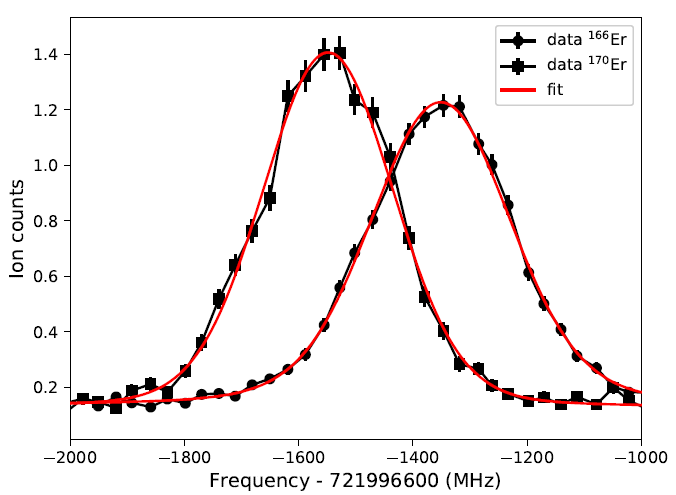 data ¹⁶⁶Er
data ¹⁷⁰Er
fit
Ion counts
1.4
1.2
1.0
0.8
0.6
0.4
0.2
−2000 −1800 −1600 −1400 −1200 −1000
Frequency - 721996600 (MHz)